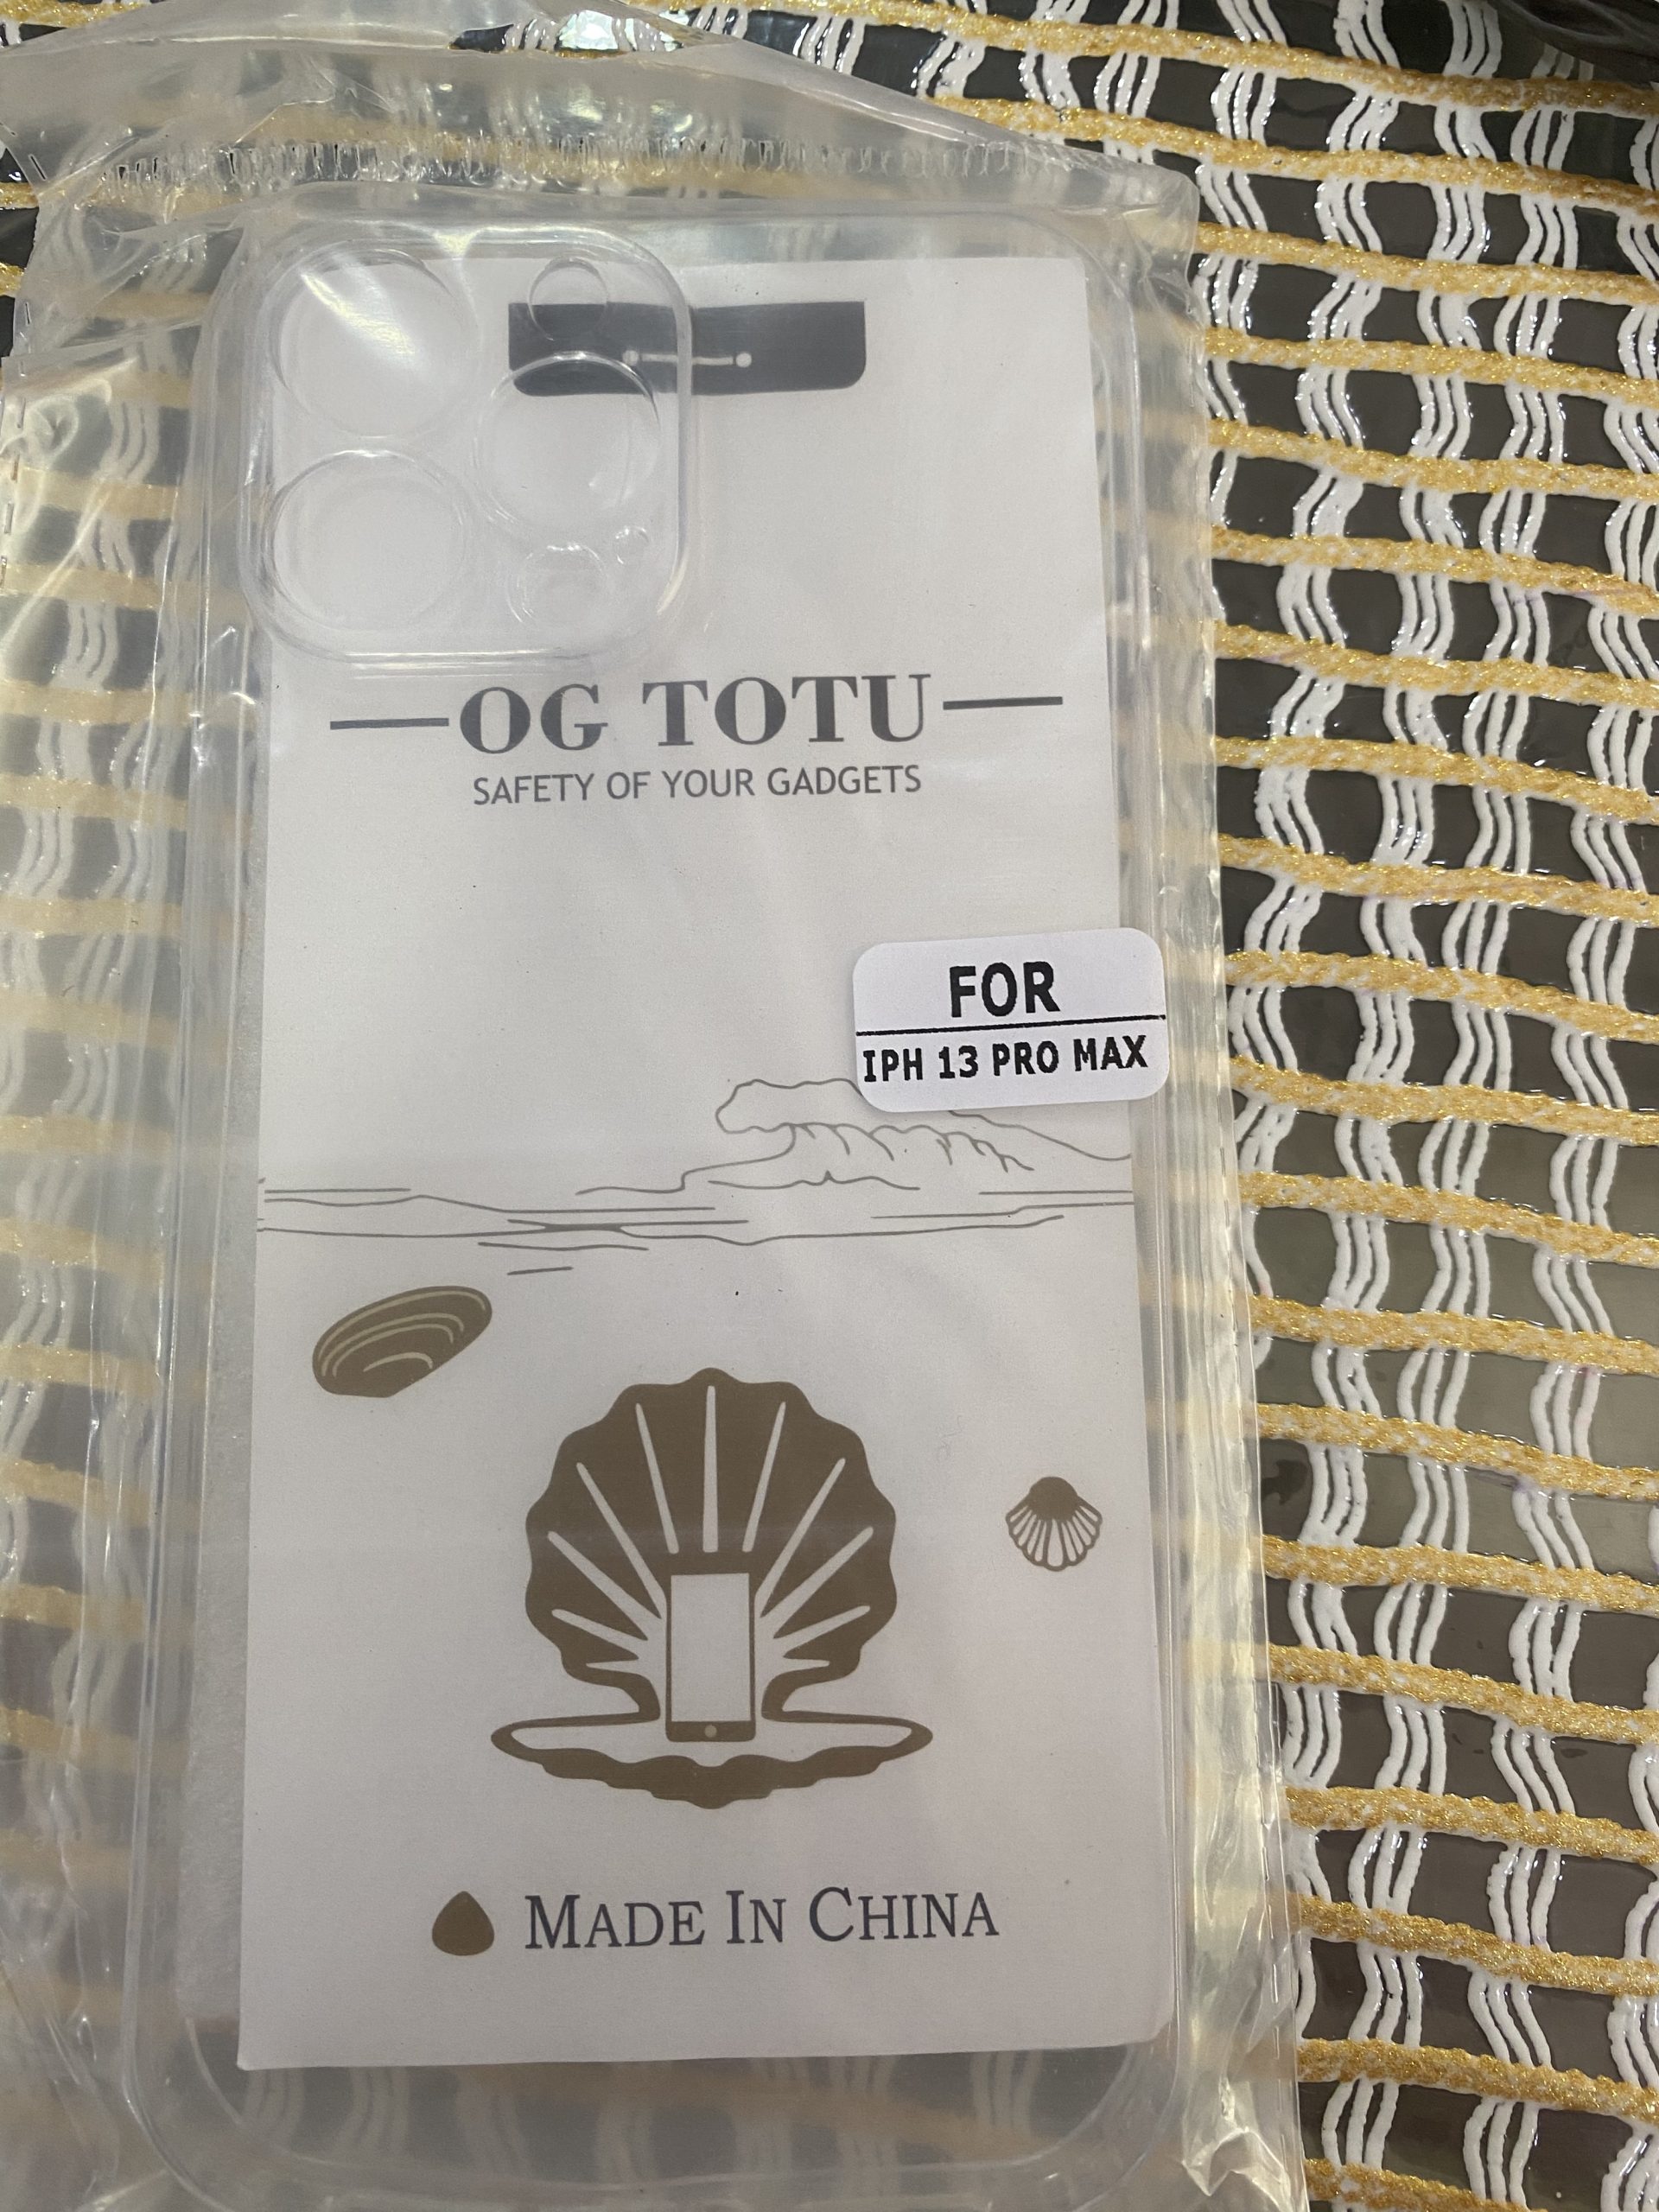 OG TOTU
SAFETY OF YOUR GADGETS
FOR
IPH 13 PRO MAX
MADE IN CHINA